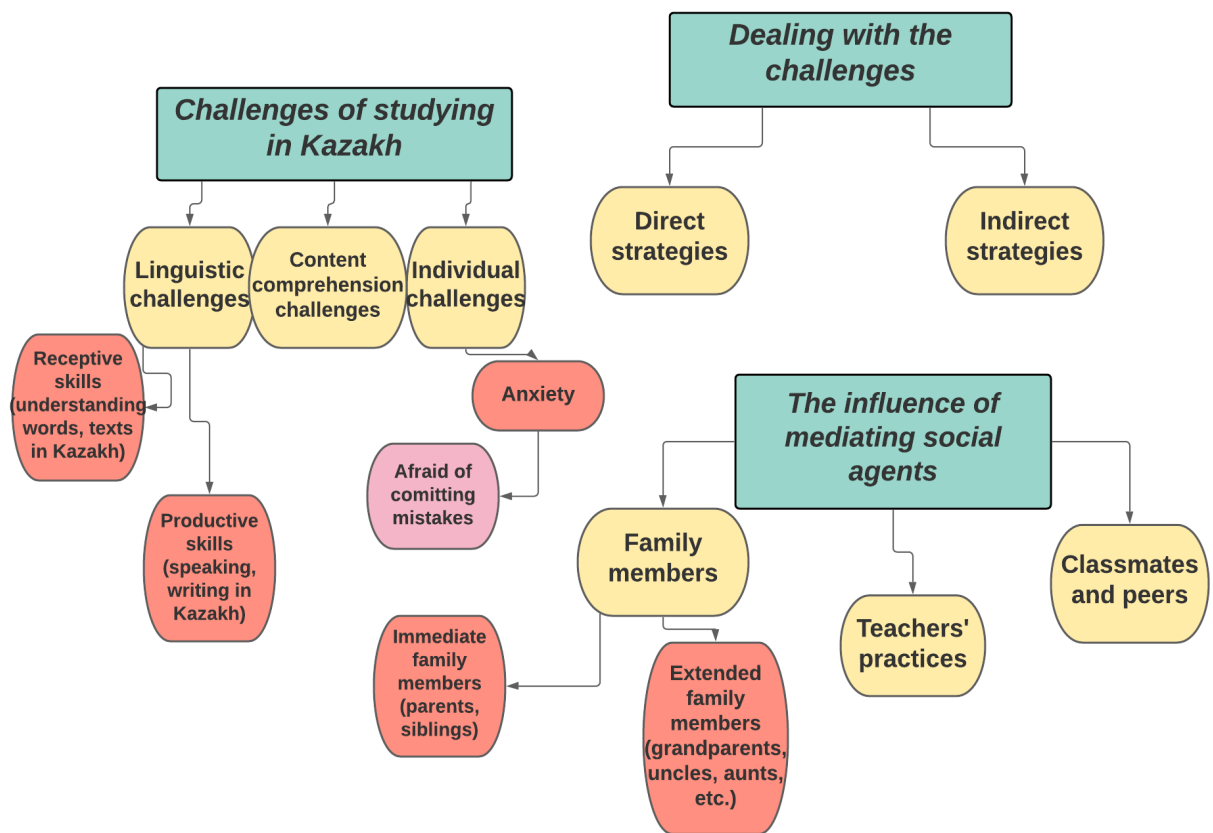 Dealing with the
challenges
Challenges of studying
in Kazakh
Direct
strategies
Indirect
strategies
Linguistic
challenges
Content
comprehension
challenges
Individual
challenges
Receptive
skills
(understanding
words, texts
in Kazakh)
Anxiety
The influence of
mediating social
agents
Afraid of
comitting
mistakes
Productive
skills
(speaking,
writing in
Kazakh)
Family
members
Classmates
and peers
Teachers'
practices
Immediate
family
members
(parents,
siblings)
Extended
family
members
(grandparents,
uncles, aunts,
etc.)